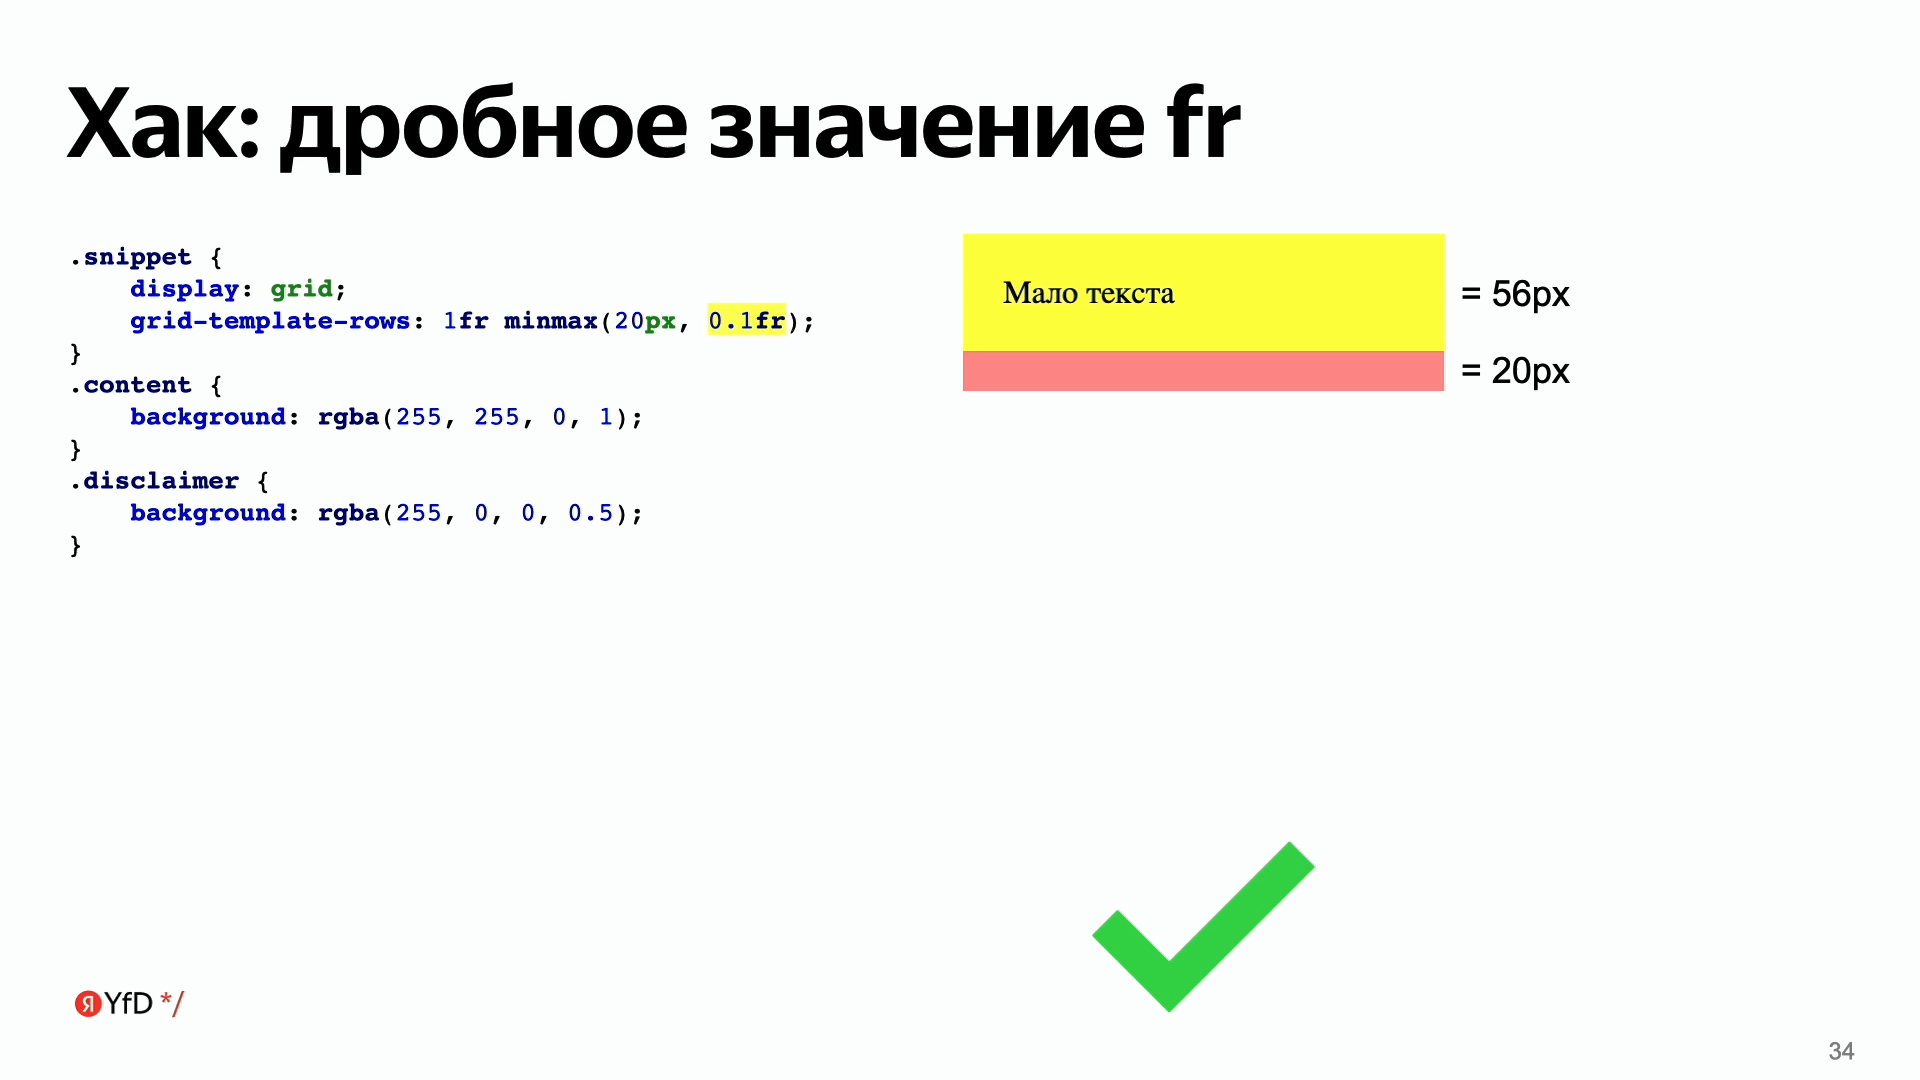 Хак: дробное значение fr
.snippet {
    display: grid;
    grid-template-rows: 1fr minmax(20px, 0.1fr);
}
.content {
    background: rgba(255, 255, 0, 1);
}
.disclaimer {
    background: rgba(255, 0, 0, 0.5);
}
Мало текста
= 56px
= 20px
Я YfD */
34